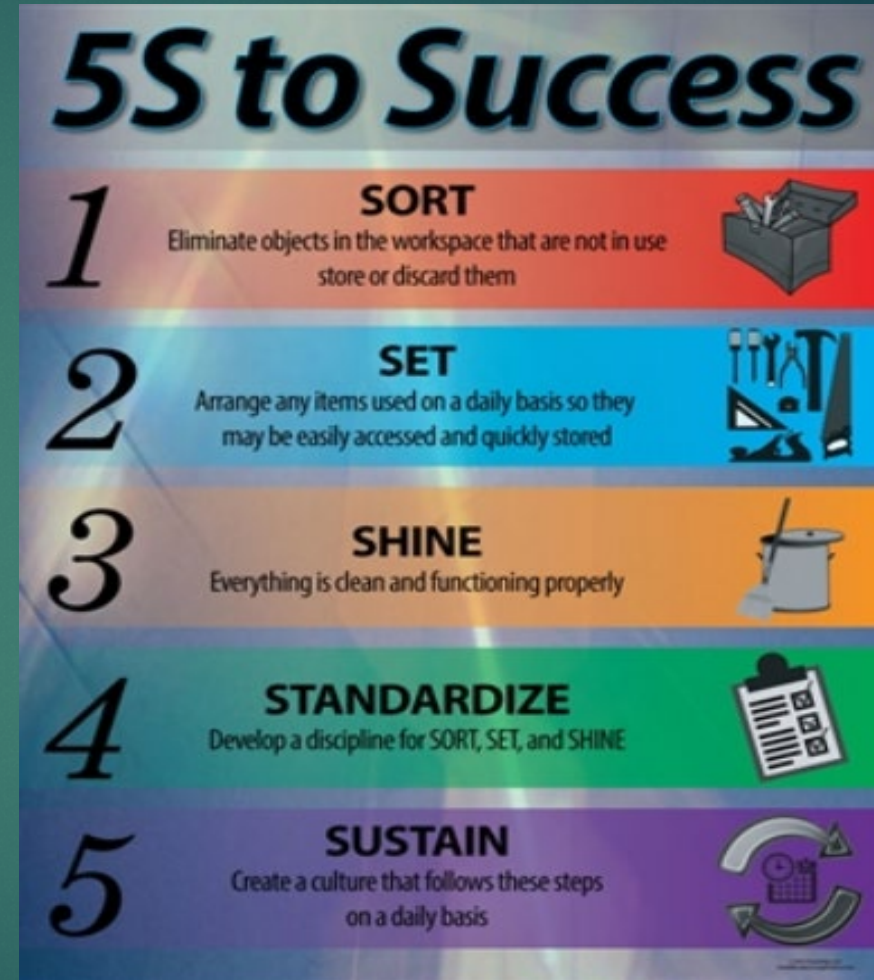 5S to Success
1
SORT
Eliminate objects in the workspace that are not in use
store or discard them
2
SET
Arrange any items used on a daily basis so they
may be easily accessed and quickly stored
3
SHINE
Everything is clean and functioning properly
4
STANDARDIZE
Develop a discipline for SORT, SET, and SHINE
5
SUSTAIN
Create a culture that follows these steps
on a daily basis